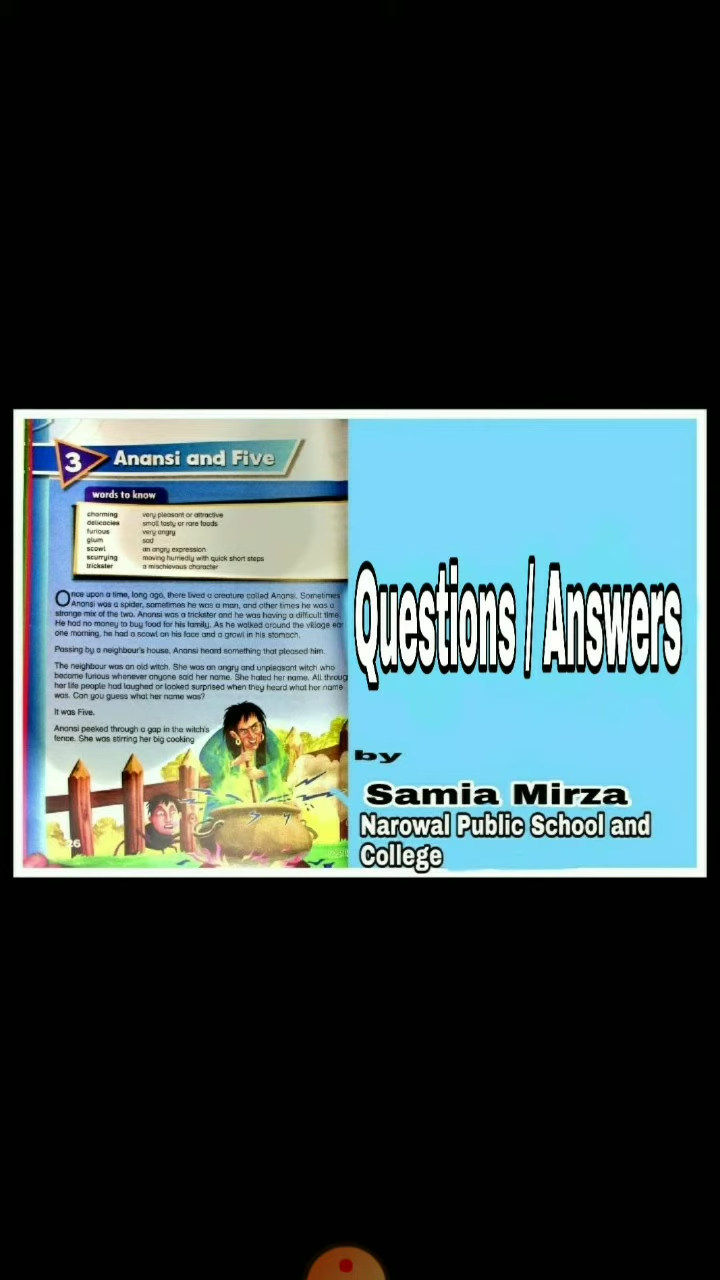 3
Anansi and Five
words to know
charming very pleasant or attractive
delicacies small tasty or rare foods
furious very angry
glum sad
scowl an angry expression
scurrying moving hurriedly with quick short steps
trickster a mischievous character
Once upon a time, long ago, there lived a creature called Anansi. Sometimes
Anansi was a spider, sometimes he was a man, and other times he was a
strange mix of the two. Anansi was a trickster and he was having a difficult time.
He had no money to buy food for his family. As he walked around the village ear
one morning, he had a scowl on his face and a growl in his stomach.
Passing by a neighbour's house, Anansi heard something that pleased him.
The neighbour was an old witch. She was an angry and unpleasant witch who
became furious whenever anyone said her name. She hated her name. All throug
her life people had laughed or looked surprised when they heard what her name
was. Can you guess what her name was?
It was Five.
Anansi peeked through a gap in the witch's
fence. She was stirring her big cooking
26
Questions / Answers
by
Samia Mirza
Narowal Public School and
College